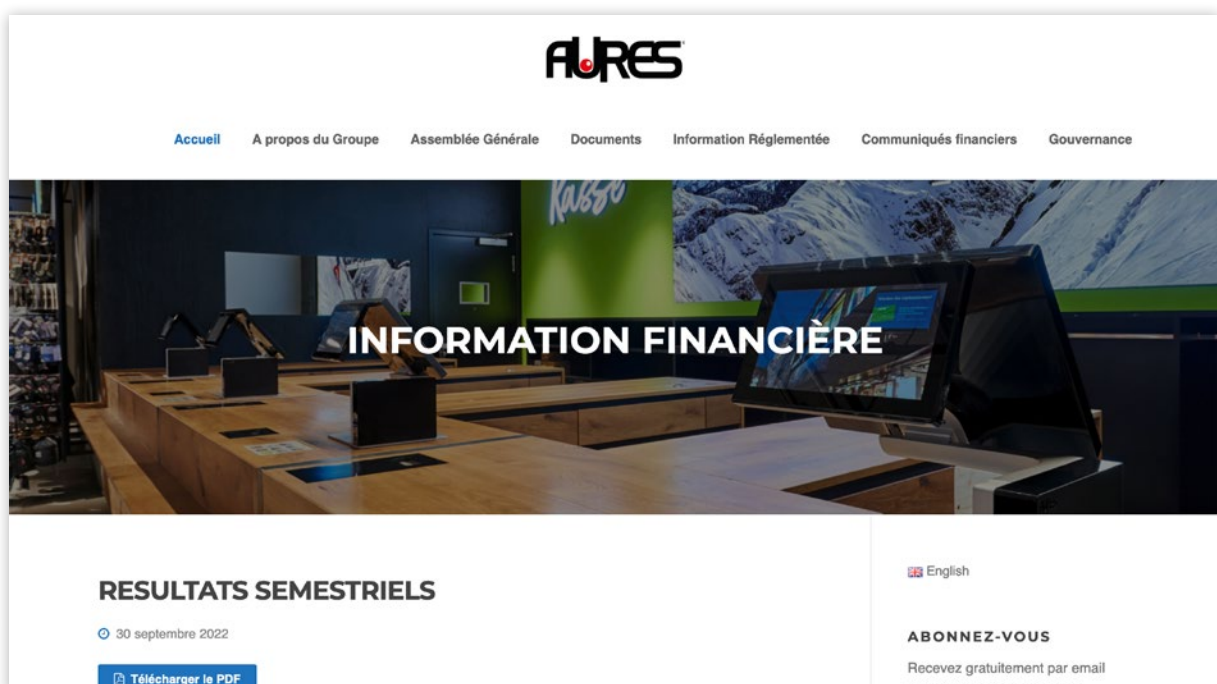 AURES
Accueil A propos du Groupe Assemblée Générale Documents Information Réglementée Communiqués financiers Gouvernance
Kasse
INFORMATION FINANCIÈRE
RESULTATS SEMESTRIELS
30 septembre 2022
Télécharger le PDF
English
ABONNEZ-VOUS
Recevez gratuitement par email